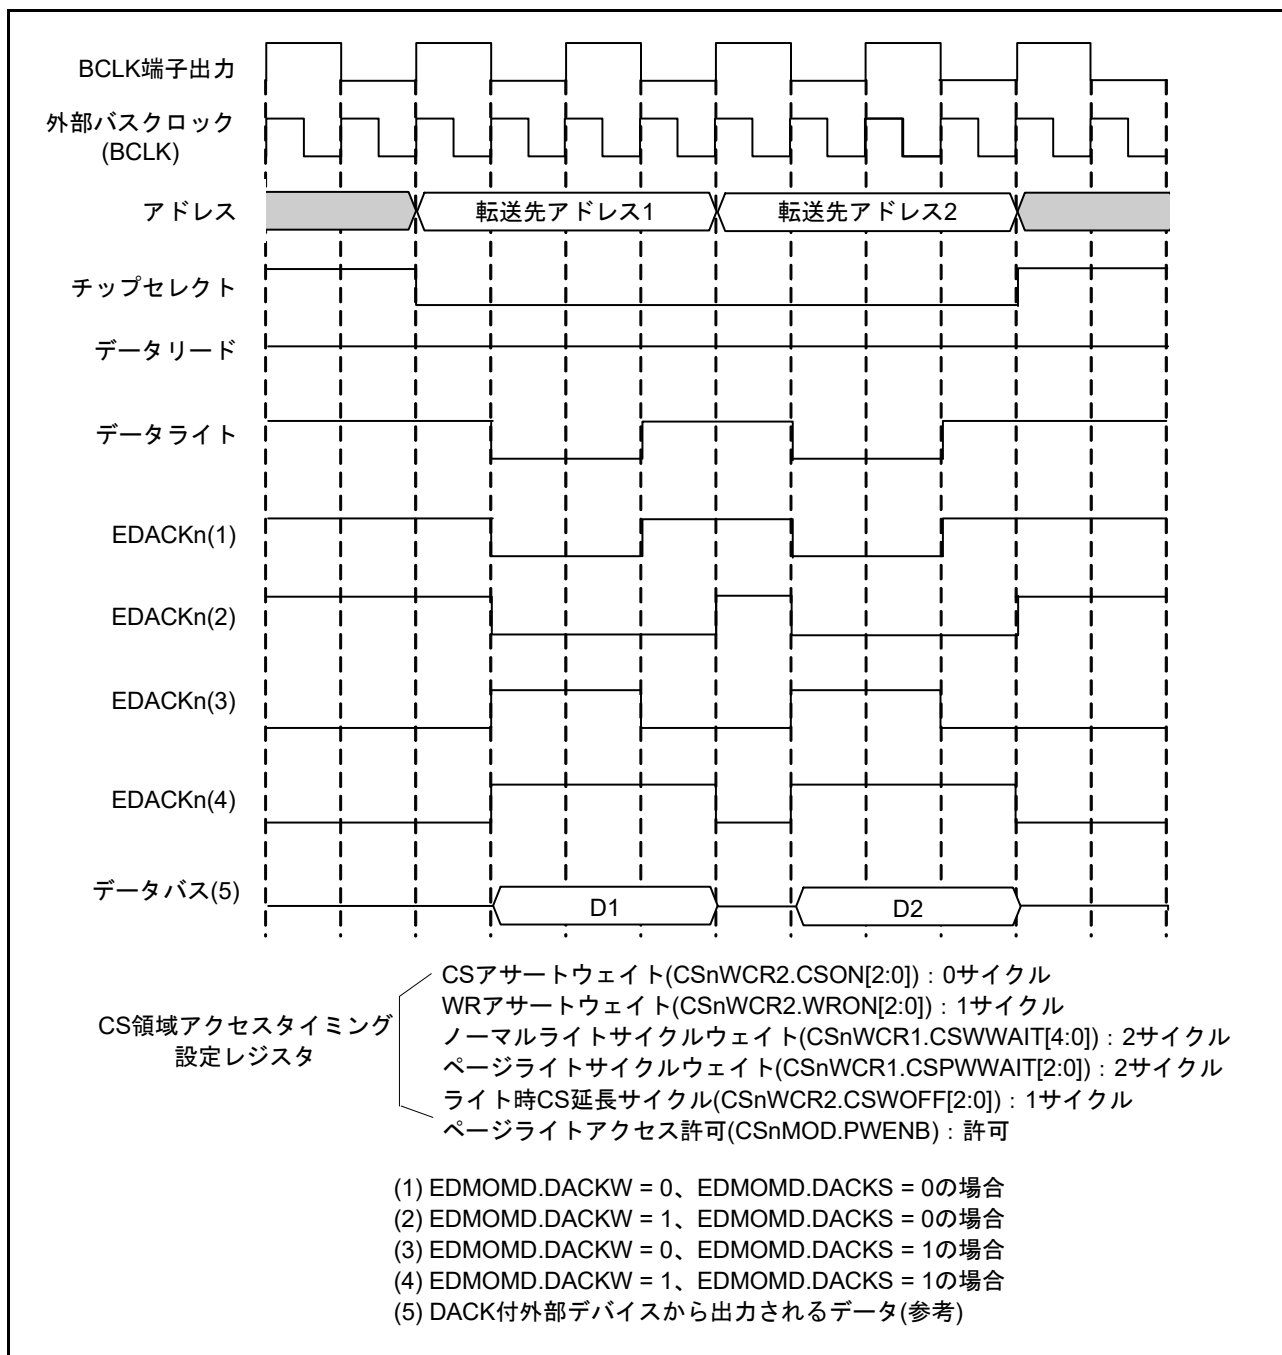 BCLK端子出力
外部バスクロック
(BCLK)
アドレス
転送先アドレス1
転送先アドレス2
チップセレクト
データリード
データライト
EDACKn(1)
EDACKn(2)
EDACKn(3)
EDACKn(4)
データバス(5)
D1
D2
CS領域アクセスタイミング
設定レジスタ
CSアサートウェイト(CSnWCR2.CSON[2:0])：0サイクル
WRアサートウェイト(CSnWCR2.WRON[2:0])：1サイクル
ノーマルライトサイクルウェイト(CSnWCR1.CSWWAIT[4:0])：2サイクル
ページライトサイクルウェイト(CSnWCR1.CSPWWAIT[2:0])：2サイクル
ライト時CS延長サイクル(CSnWCR2.CSWOFF[2:0])：1サイクル
ページライトアクセス許可(CSnMOD.PWENB)：許可
(1) EDMOMD.DACKW = 0、EDMOMD.DACKS = 0の場合
(2) EDMOMD.DACKW = 1、EDMOMD.DACKS = 0の場合
(3) EDMOMD.DACKW = 0、EDMOMD.DACKS = 1の場合
(4) EDMOMD.DACKW = 1、EDMOMD.DACKS = 1の場合
(5) DACK付外部デバイスから出力されるデータ(参考)